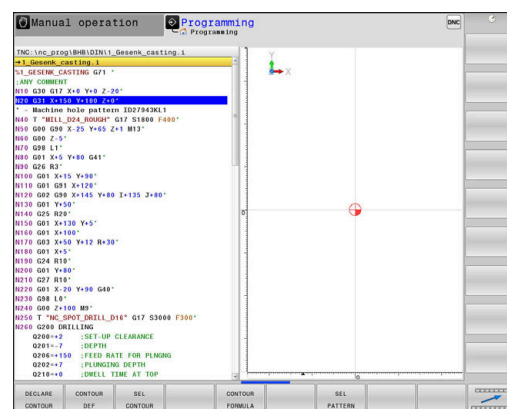 Manual operation
Programming
Programming
DNC
TNC:\nc_prog\BHB\DIN\1_Gesenk_casting.i
→1_Gesenk_casting.i
%1_GESENK_CASTING G71 *
;ANY COMMENT
N10 G30 G17 X+0 Y+0 Z-20*
N20 G31 X+150 Y+100 Z+0*
* - Machine hole pattern ID27943KL1
N40 T "MILL_D24_ROUGH" G17 S1800 F400*
N50 G00 G90 X-25 Y+65 Z+1 M13*
N60 G00 Z-5*
N70 G98 L1*
N80 G01 X+5 Y+80 G41*
N90 G26 R3*
N100 G01 X+15 Y+90*
N110 G01 G91 X+120*
N120 G02 G90 X+145 Y+80 I+135 J+80*
N130 G01 Y+50*
N140 G25 R20*
N150 G01 X+130 Y+5*
N160 G01 X+100*
N170 G03 X+50 Y+12 R+30*
N180 G01 X+5*
N190 G24 R10*
N200 G01 Y+80*
N210 G27 R10*
N220 G01 X-20 Y+90 G40*
N230 G98 L0*
N240 G00 Z+100 M9*
N250 T "NC_SPOT_DRILL_D16" G17 S3000 F300*
N260 G200 DRILLING
Q200=+2 ;SET-UP CLEARANCE
Q201=-7 ;DEPTH
Q206=+150 ;FEED RATE FOR PLNGNG
Q202=+7 ;PLUNGING DEPTH
Q210=+0 ;DWELL TIME AT TOP
Y
X
0
0
DECLARE CONTOUR
CONTOUR DEF
SEL CONTOUR
CONTOUR FORMULA
SEL PATTERN